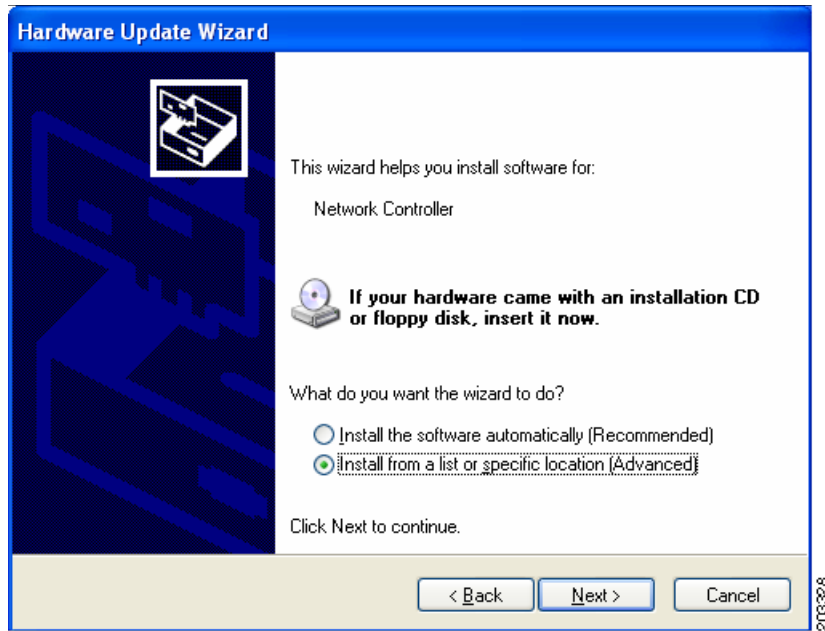 Hardware Update Wizard
This wizard helps you install software for:
Network Controller
If your hardware came with an installation CD
or floppy disk, insert it now.
What do you want the wizard to do?
Install the software automatically (Recommended)
Install from a list or specific location (Advanced)
Click Next to continue.
< Back
Next >
Cancel
203328